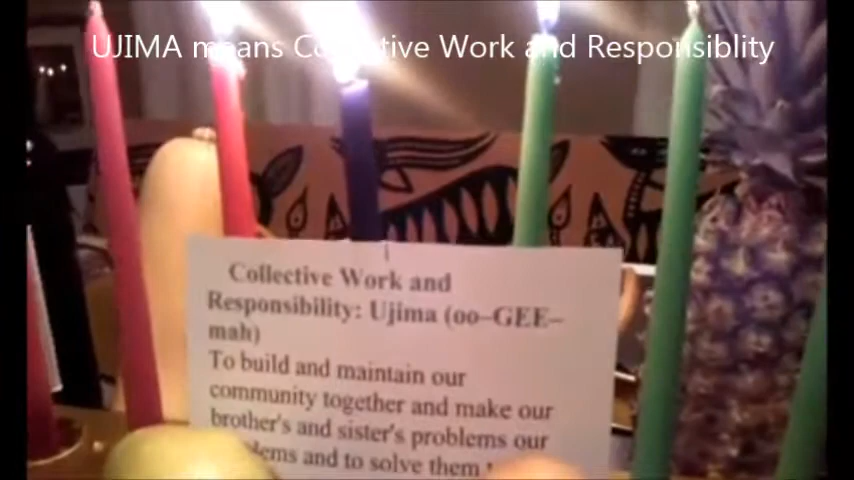 UJIMA means Collective Work and Responsiblity
Collective Work and
Responsibility: Ujima (oo–GEE–
mah)
To build and maintain our
community together and make our
brother's and sister's problems our
and to solve them